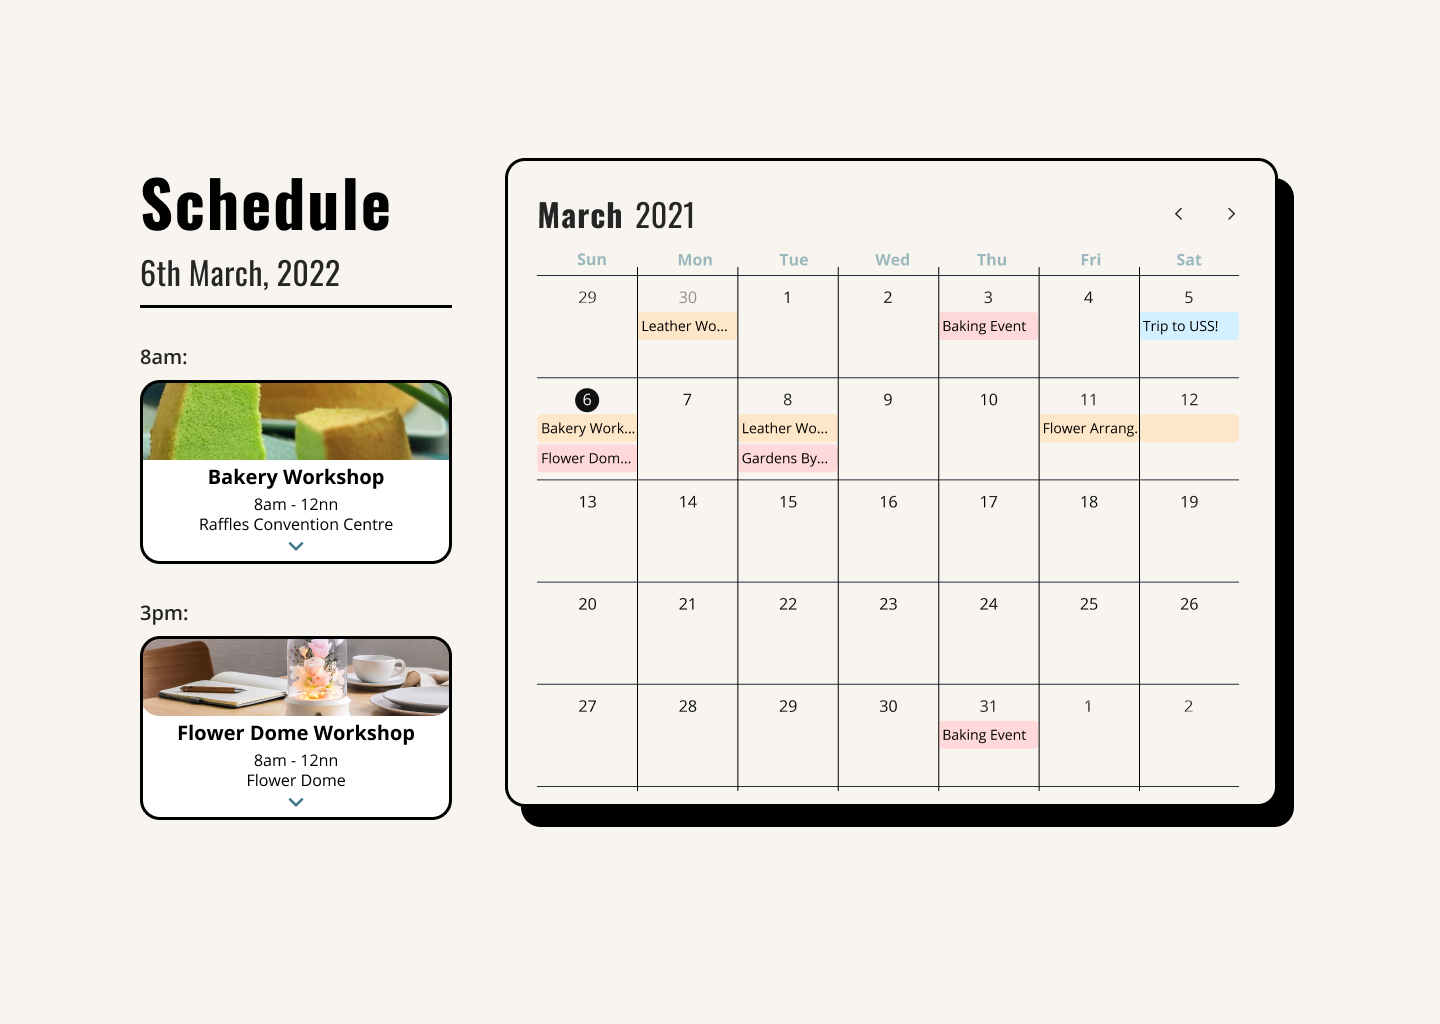 Schedule
6th March, 2022
8am:
Bakery Workshop
8am - 12nn
Raffles Convention Centre
3pm:
Flower Dome Workshop
8am - 12nn
Flower Dome
March 2021
Sun Mon Tue Wed Thu Fri Sat
29 30 1 2 3 4 5
Leather Wo... Baking Event Trip to USS!
6 7 8 9 10 11 12
Bakery Work... Leather Wo... Flower Arrang.
Flower Dom... Gardens By...
13 14 15 16 17 18 19
20 21 22 23 24 25 26
27 28 29 30 31 1 2
Baking Event